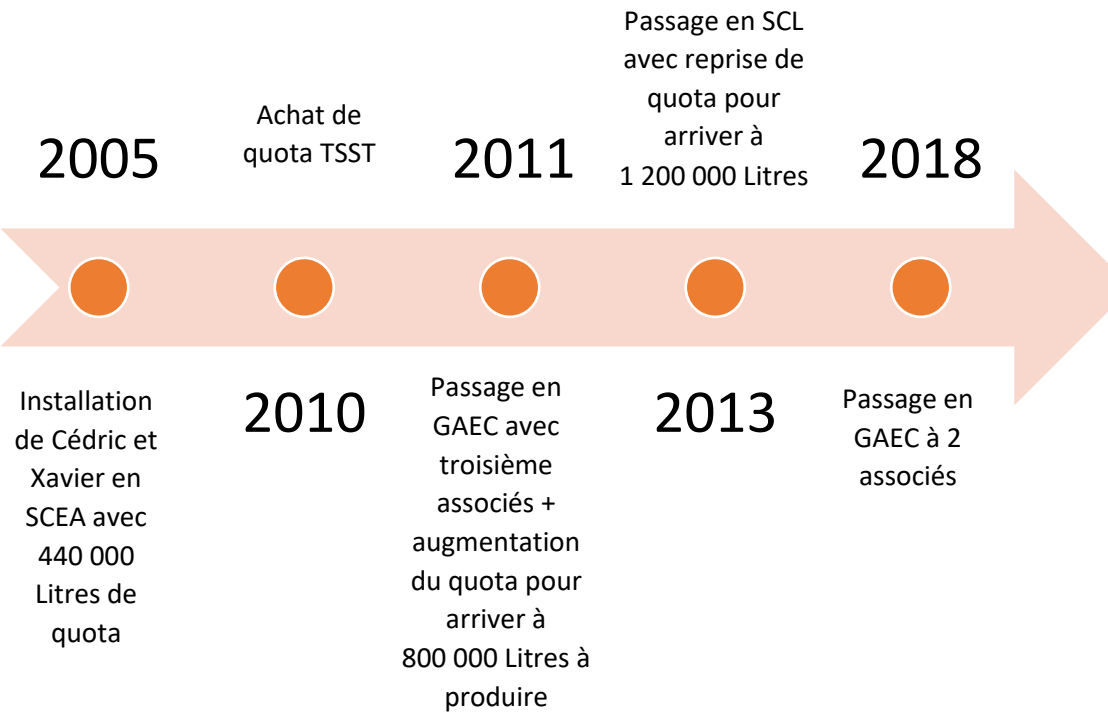 2005
Installation
de Cédric et
Xavier en
SCEA avec
440 000
Litres de
quota
Achat de
quota TSST
2010
2011
Passage en
GAEC avec
troisième
associés +
augmentation
du quota pour
arriver à
800 000 Litres à
produire
Passage en SCL
avec reprise de
quota pour
arriver à
1 200 000 Litres
2013
2018
Passage en
GAEC à 2
associés